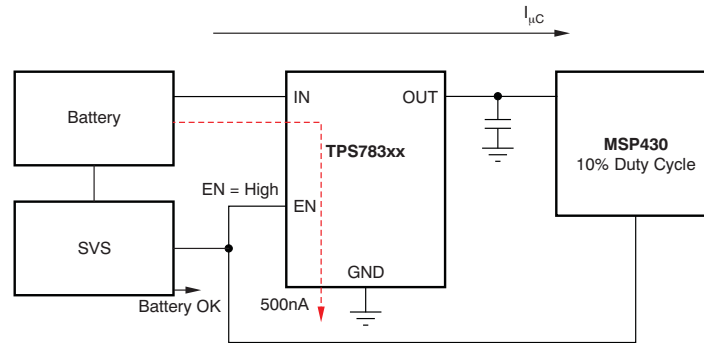 IμC
Battery
IN
OUT
TPS783xx
MSP430
10% Duty Cycle
EN = High
EN
SVS
GND
Battery OK
500nA